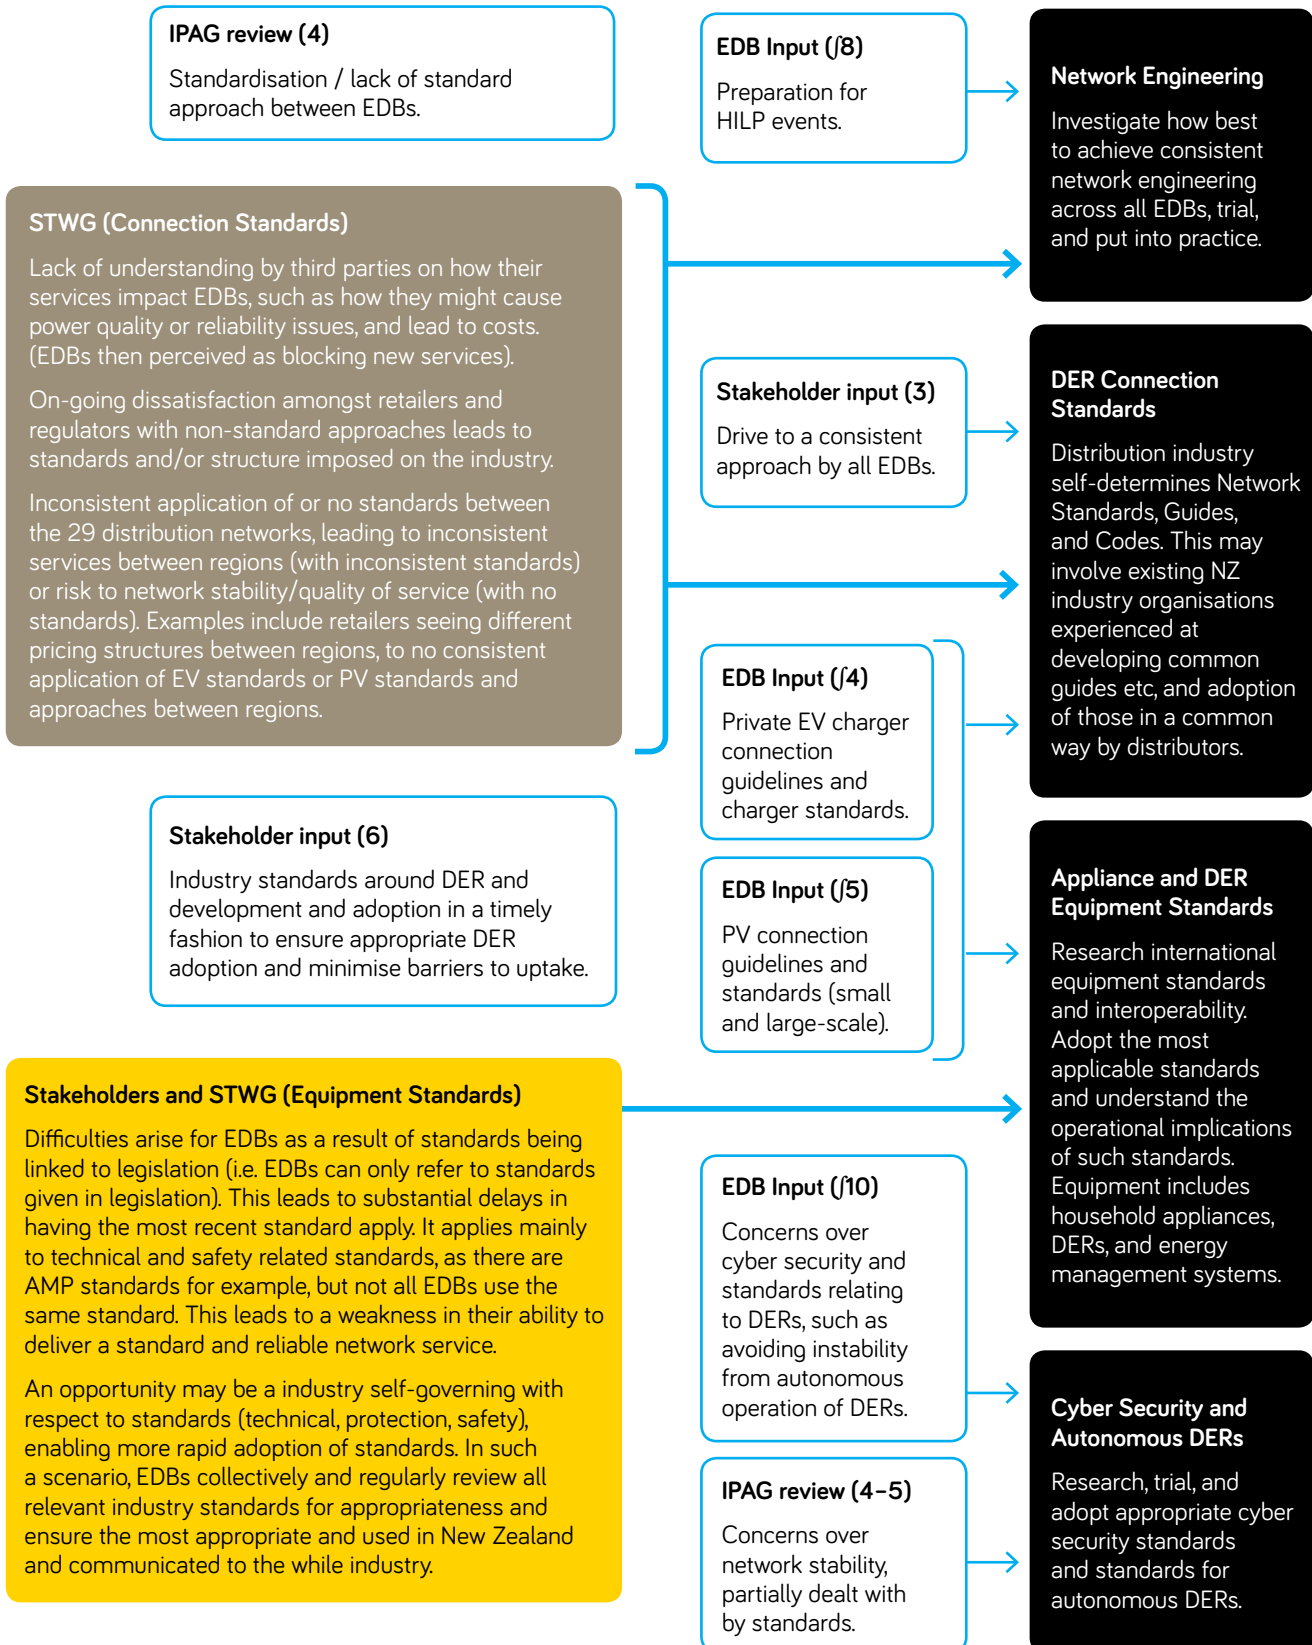 IPAG review (4)
Standardisation / lack of standard
approach between EDBs.
EDB Input (∫8)
Preparation for
HILP events.
Network Engineering
Investigate how best
to achieve consistent
network engineering
across all EDBs, trial,
and put into practice.
STWG (Connection Standards)
Lack of understanding by third parties on how their
services impact EDBs, such as how they might cause
power quality or reliability issues, and lead to costs.
(EDBs then perceived as blocking new services).
On-going dissatisfaction amongst retailers and
regulators with non-standard approaches leads to
standards and/or structure imposed on the industry.
Inconsistent application of or no standards between
the 29 distribution networks, leading to inconsistent
services between regions (with inconsistent standards)
or risk to network stability/quality of service (with no
standards). Examples include retailers seeing different
pricing structures between regions, to no consistent
application of EV standards or PV standards and
approaches between regions.
Stakeholder input (3)
Drive to a consistent
approach by all EDBs.
DER Connection
Standards
Distribution industry
self-determines Network
Standards, Guides,
and Codes. This may
involve existing NZ
industry organisations
experienced at
developing common
guides etc, and adoption
of those in a common
way by distributors.
EDB Input (∫4)
Private EV charger
connection
guidelines and
charger standards.
Stakeholder input (6)
Industry standards around DER and
development and adoption in a timely
fashion to ensure appropriate DER
adoption and minimise barriers to uptake.
EDB Input (∫5)
PV connection
guidelines and
standards (small
and large-scale).
Appliance and DER
Equipment Standards
Research international
equipment standards
and interoperability.
Adopt the most
applicable standards
and understand the
operational implications
of such standards.
Equipment includes
household appliances,
DERs, and energy
management systems.
Stakeholders and STWG (Equipment Standards)
Difficulties arise for EDBs as a result of standards being
linked to legislation (i.e. EDBs can only refer to standards
given in legislation). This leads to substantial delays in
having the most recent standard apply. It applies mainly
to technical and safety related standards, as there are
AMP standards for example, but not all EDBs use the
same standard. This leads to a weakness in their ability to
deliver a standard and reliable network service.
An opportunity may be a industry self-governing with
respect to standards (technical, protection, safety),
enabling more rapid adoption of standards. In such
a scenario, EDBs collectively and regularly review all
relevant industry standards for appropriateness and
ensure the most appropriate and used in New Zealand
and communicated to the while industry.
EDB Input (∫10)
Concerns over
cyber security and
standards relating
to DERs, such as
avoiding instability
from autonomous
operation of DERs.
IPAG review (4–5)
Concerns over
network stability,
partially dealt with
by standards.
Cyber Security and
Autonomous DERs
Research, trial, and
adopt appropriate cyber
security standards
and standards for
autonomous DERs.